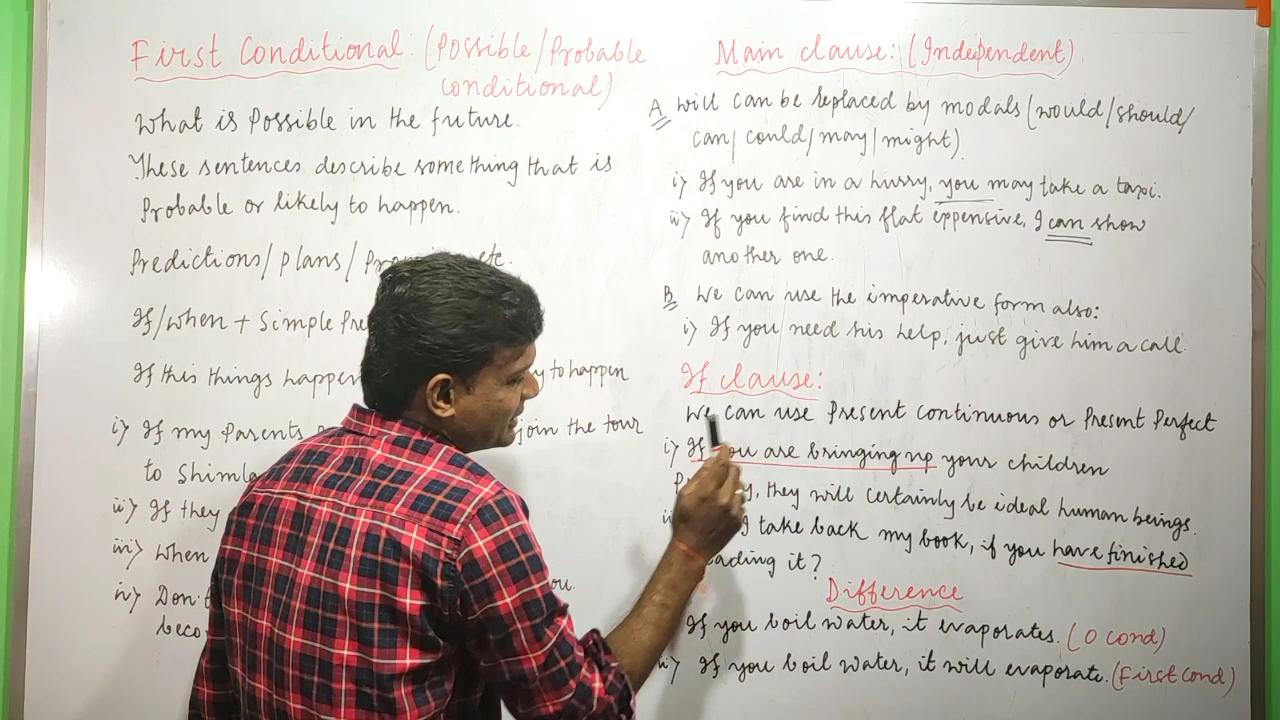 First Conditional. (Possible/Probable
conditional)
What is possible in the future.
These sentences describe something that is
Probable or likely to happen.
Predictions/plans/ etc.
If/when + Simple
If this things happen to happen
i) If my Parents join the tour
to Shimla
ii) If they
iii) When you.
iv) Don't
Main clause: (Independent)
A will can be replaced by modals (would/should/
can/could/may/might).
i) If you are in a hurry, you may take a taxi.
ii) If you find this flat expensive, I can show
another one.
B We can use the imperative form also:
i) If you need his help, just give him a call.
If clause:
We can use Present Continuous or Present Perfect
i) If you are bringing up your children
they will certainly be ideal human beings.
I take back my book, if you have finished
it?
Difference
If you boil water, it evaporates. (0 cond)
ii) If you boil water, it will evaporate. (First cond)